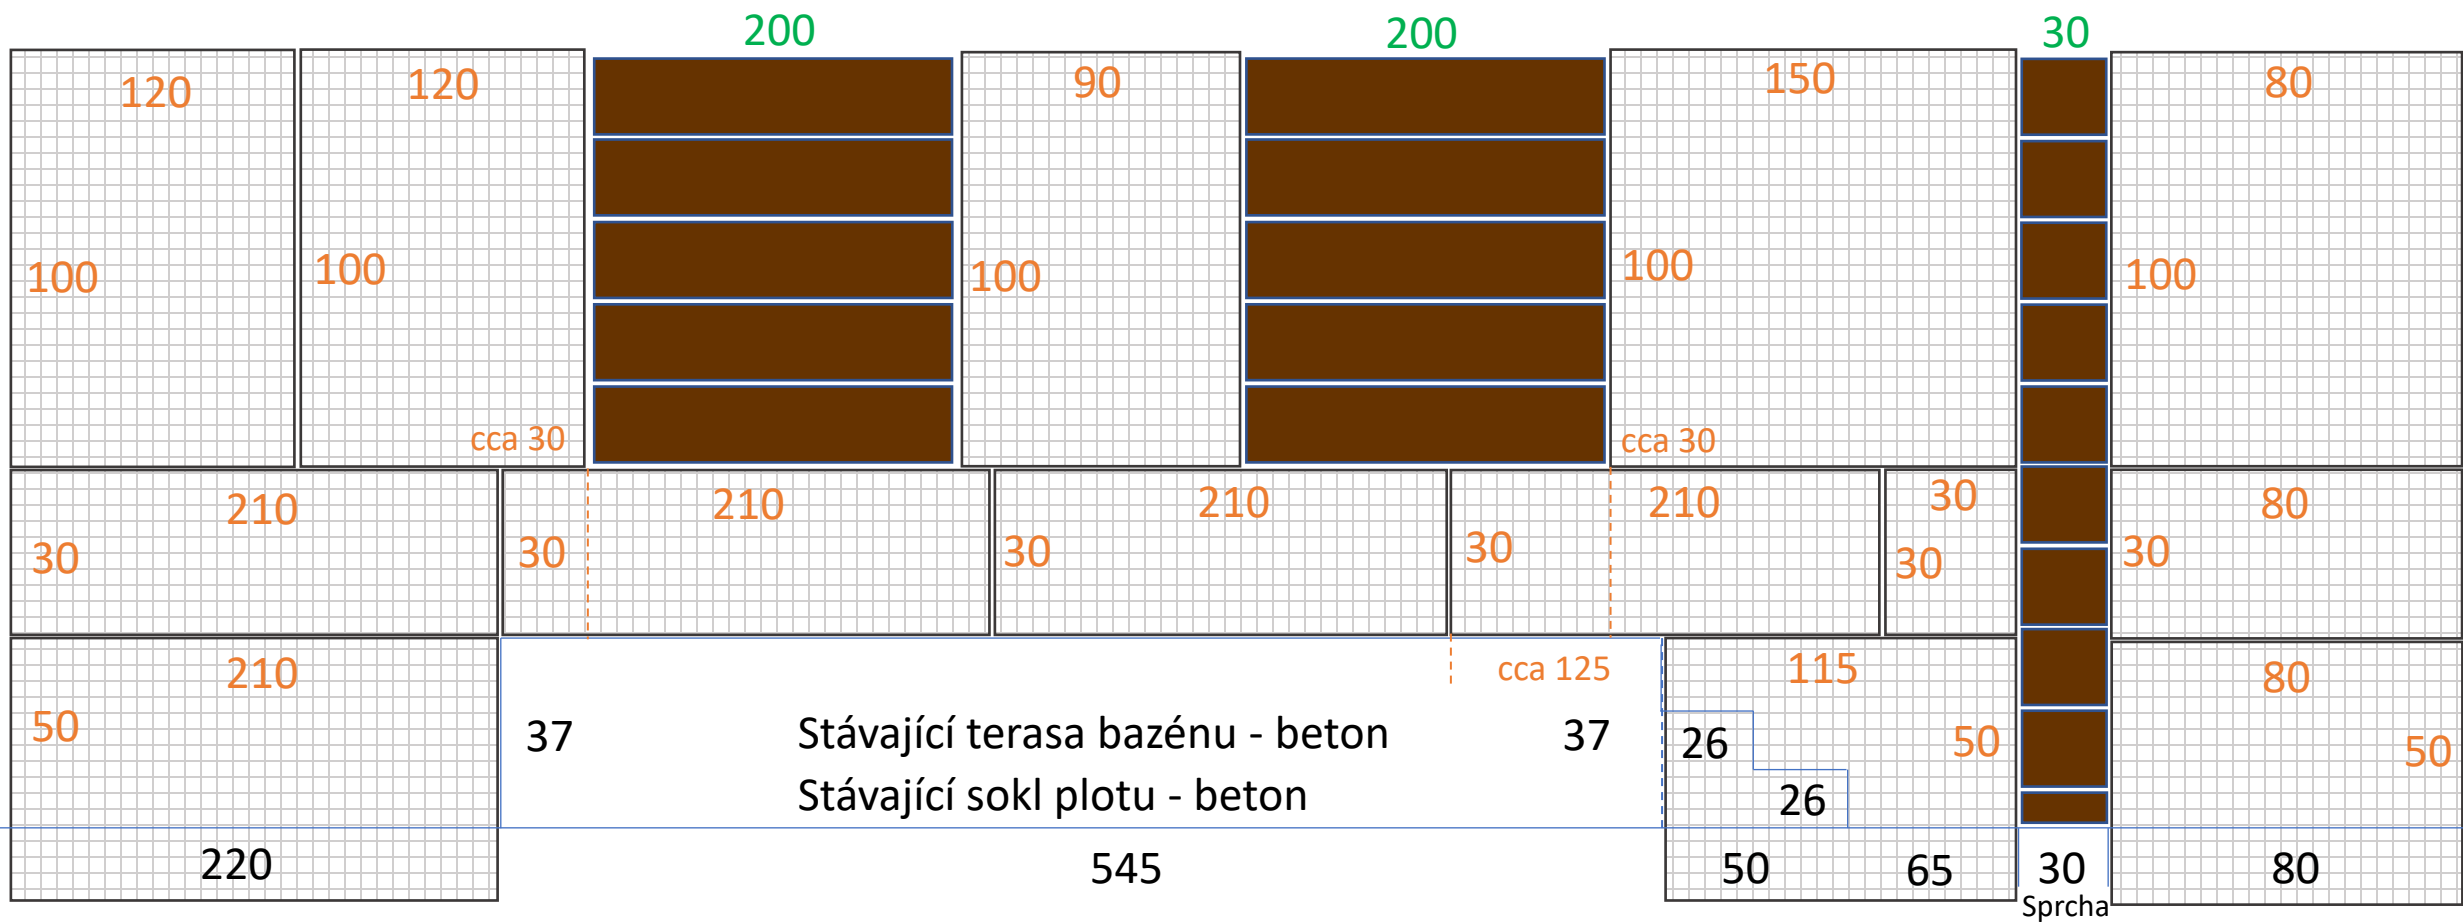 200 200 30
120 120 90 150 80
100 100 100 100 100
cca 30 cca 30
210 210 210 210 30 80
30 30 30 30 30 30
210 cca 125 115 80
50 37 Stávající terasa bazénu - beton 37 26 50 50
Stávající sokl plotu - beton 26
220 545 50 65 30 80
Sprcha